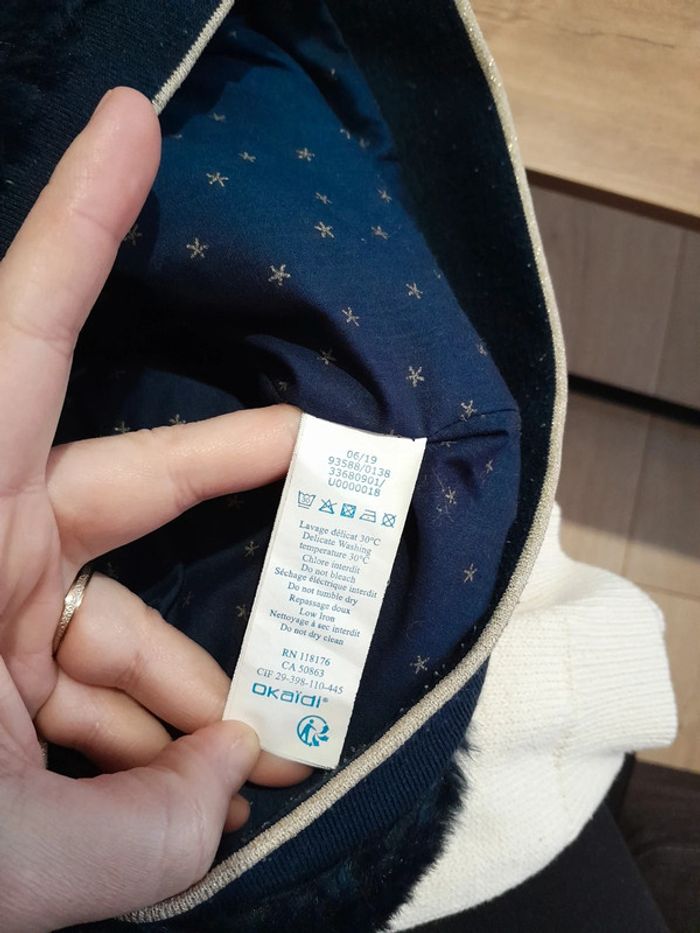 06/19
93588/0138
33680901/
U0000018
30
Lavage délicat 30°C
Delicate Washing
temperature 30°C
Chlore interdit
Do not bleach
Séchage électrique interdit
Do not tumble dry
Repassage doux
Low Iron
Nettoyage à sec interdit
Do not dry clean
RN 118176
CA 50863
CIF 29-398-110-445
okaïdi®